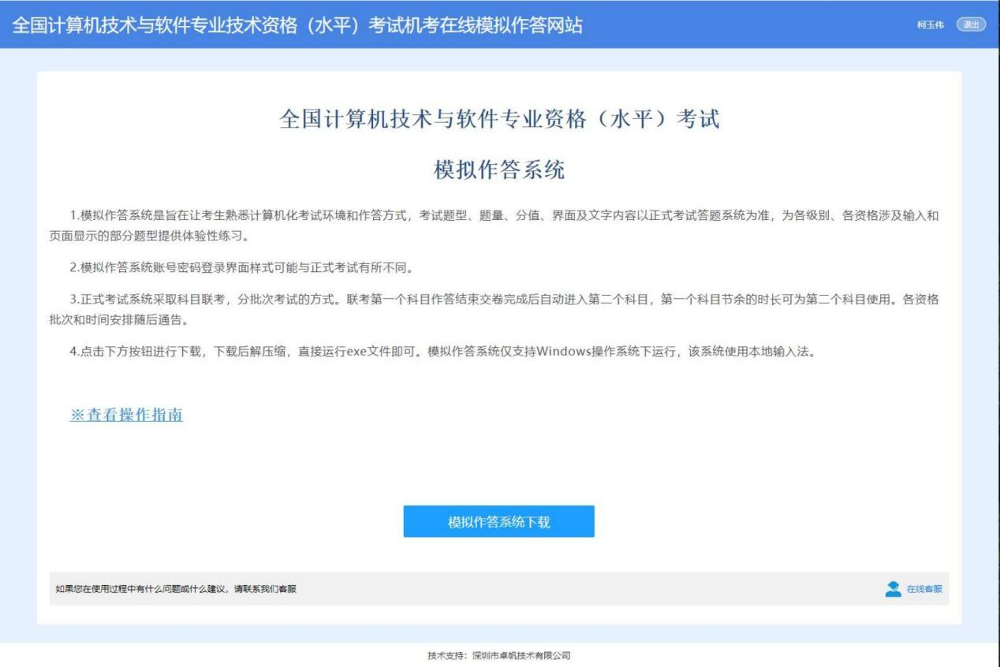 全国计算机技术与软件专业技术资格（水平）考试机考在线模拟作答网站
柯玉伟 退出
全国计算机技术与软件专业资格（水平）考试
模拟作答系统
1.模拟作答系统是旨在让考生熟悉计算机化考试环境和作答方式，考试题型、题量、分值、界面及文字内容以正式考试答题系统为准，为各级别、各资格涉及输入和
页面显示的部分题型提供体验性练习。
2.模拟作答系统账号密码登录界面样式可能与正式考试有所不同。
3.正式考试系统采取科目联考，分批次考试的方式。联考第一个科目作答结束交卷完成后自动进入第二个科目，第一个科目节余的时长可为第二个科目使用。各资格
批次和时间安排随后通告。
4.点击下方按钮进行下载，下载后解压缩，直接运行exe文件即可。模拟作答系统仅支持Windows操作系统下运行，该系统使用本地输入法。
※查看操作指南
模拟作答系统下载
如果您在使用过程中有什么问题或什么建议，请联系我们客服
在线客服
技术支持：深圳市卓帆技术有限公司